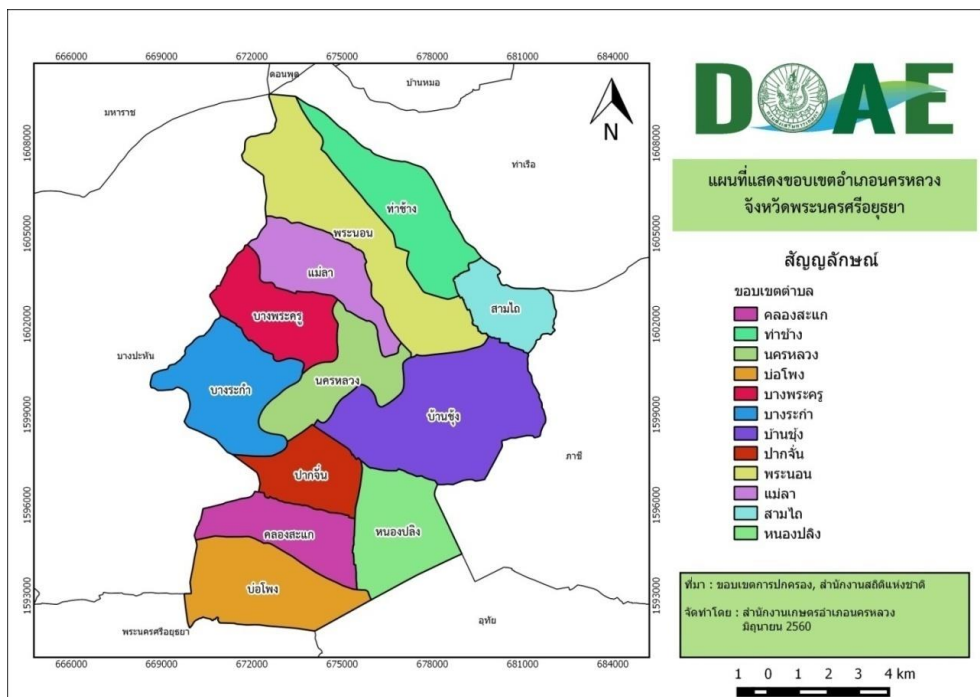 666000 669000 672000 675000 678000 681000 684000
ดอนพุด
บ้านหมอ
มหาราช
N
ท่าเรือ
1608000
1608000
ท่าช้าง
พระนอน
1605000
1605000
แม่ลา
สามไถ
บางพระครู
1602000
1602000
บางปะหัน
นครหลวง
บางระกำ
บ้านชุ้ง
1599000
1599000
ภาชี
ปากจั่น
1596000
1596000
คลองสะแก
หนองปลิง
บ่อโพง
1593000
1593000
อุทัย
พระนครศรีอยุธยา
666000 669000 672000 675000 678000 681000 684000
DOAE
แผนที่แสดงขอบเขตอำเภอนครหลวง
จังหวัดพระนครศรีอยุธยา
สัญญลักษณ์
ขอบเขตตำบล
คลองสะแก
ท่าช้าง
นครหลวง
บ่อโพง
บางพระครู
บางระกำ
บ้านชุ้ง
ปากจั่น
พระนอน
แม่ลา
สามไถ
หนองปลิง
ที่มา : ขอบเขตการปกครอง, สำนักงานสถิติแห่งชาติ
จัดทำโดย : สำนักงานเกษตรอำเภอนครหลวง
มิถุนายน 2560
1 0 1 2 3 4 km